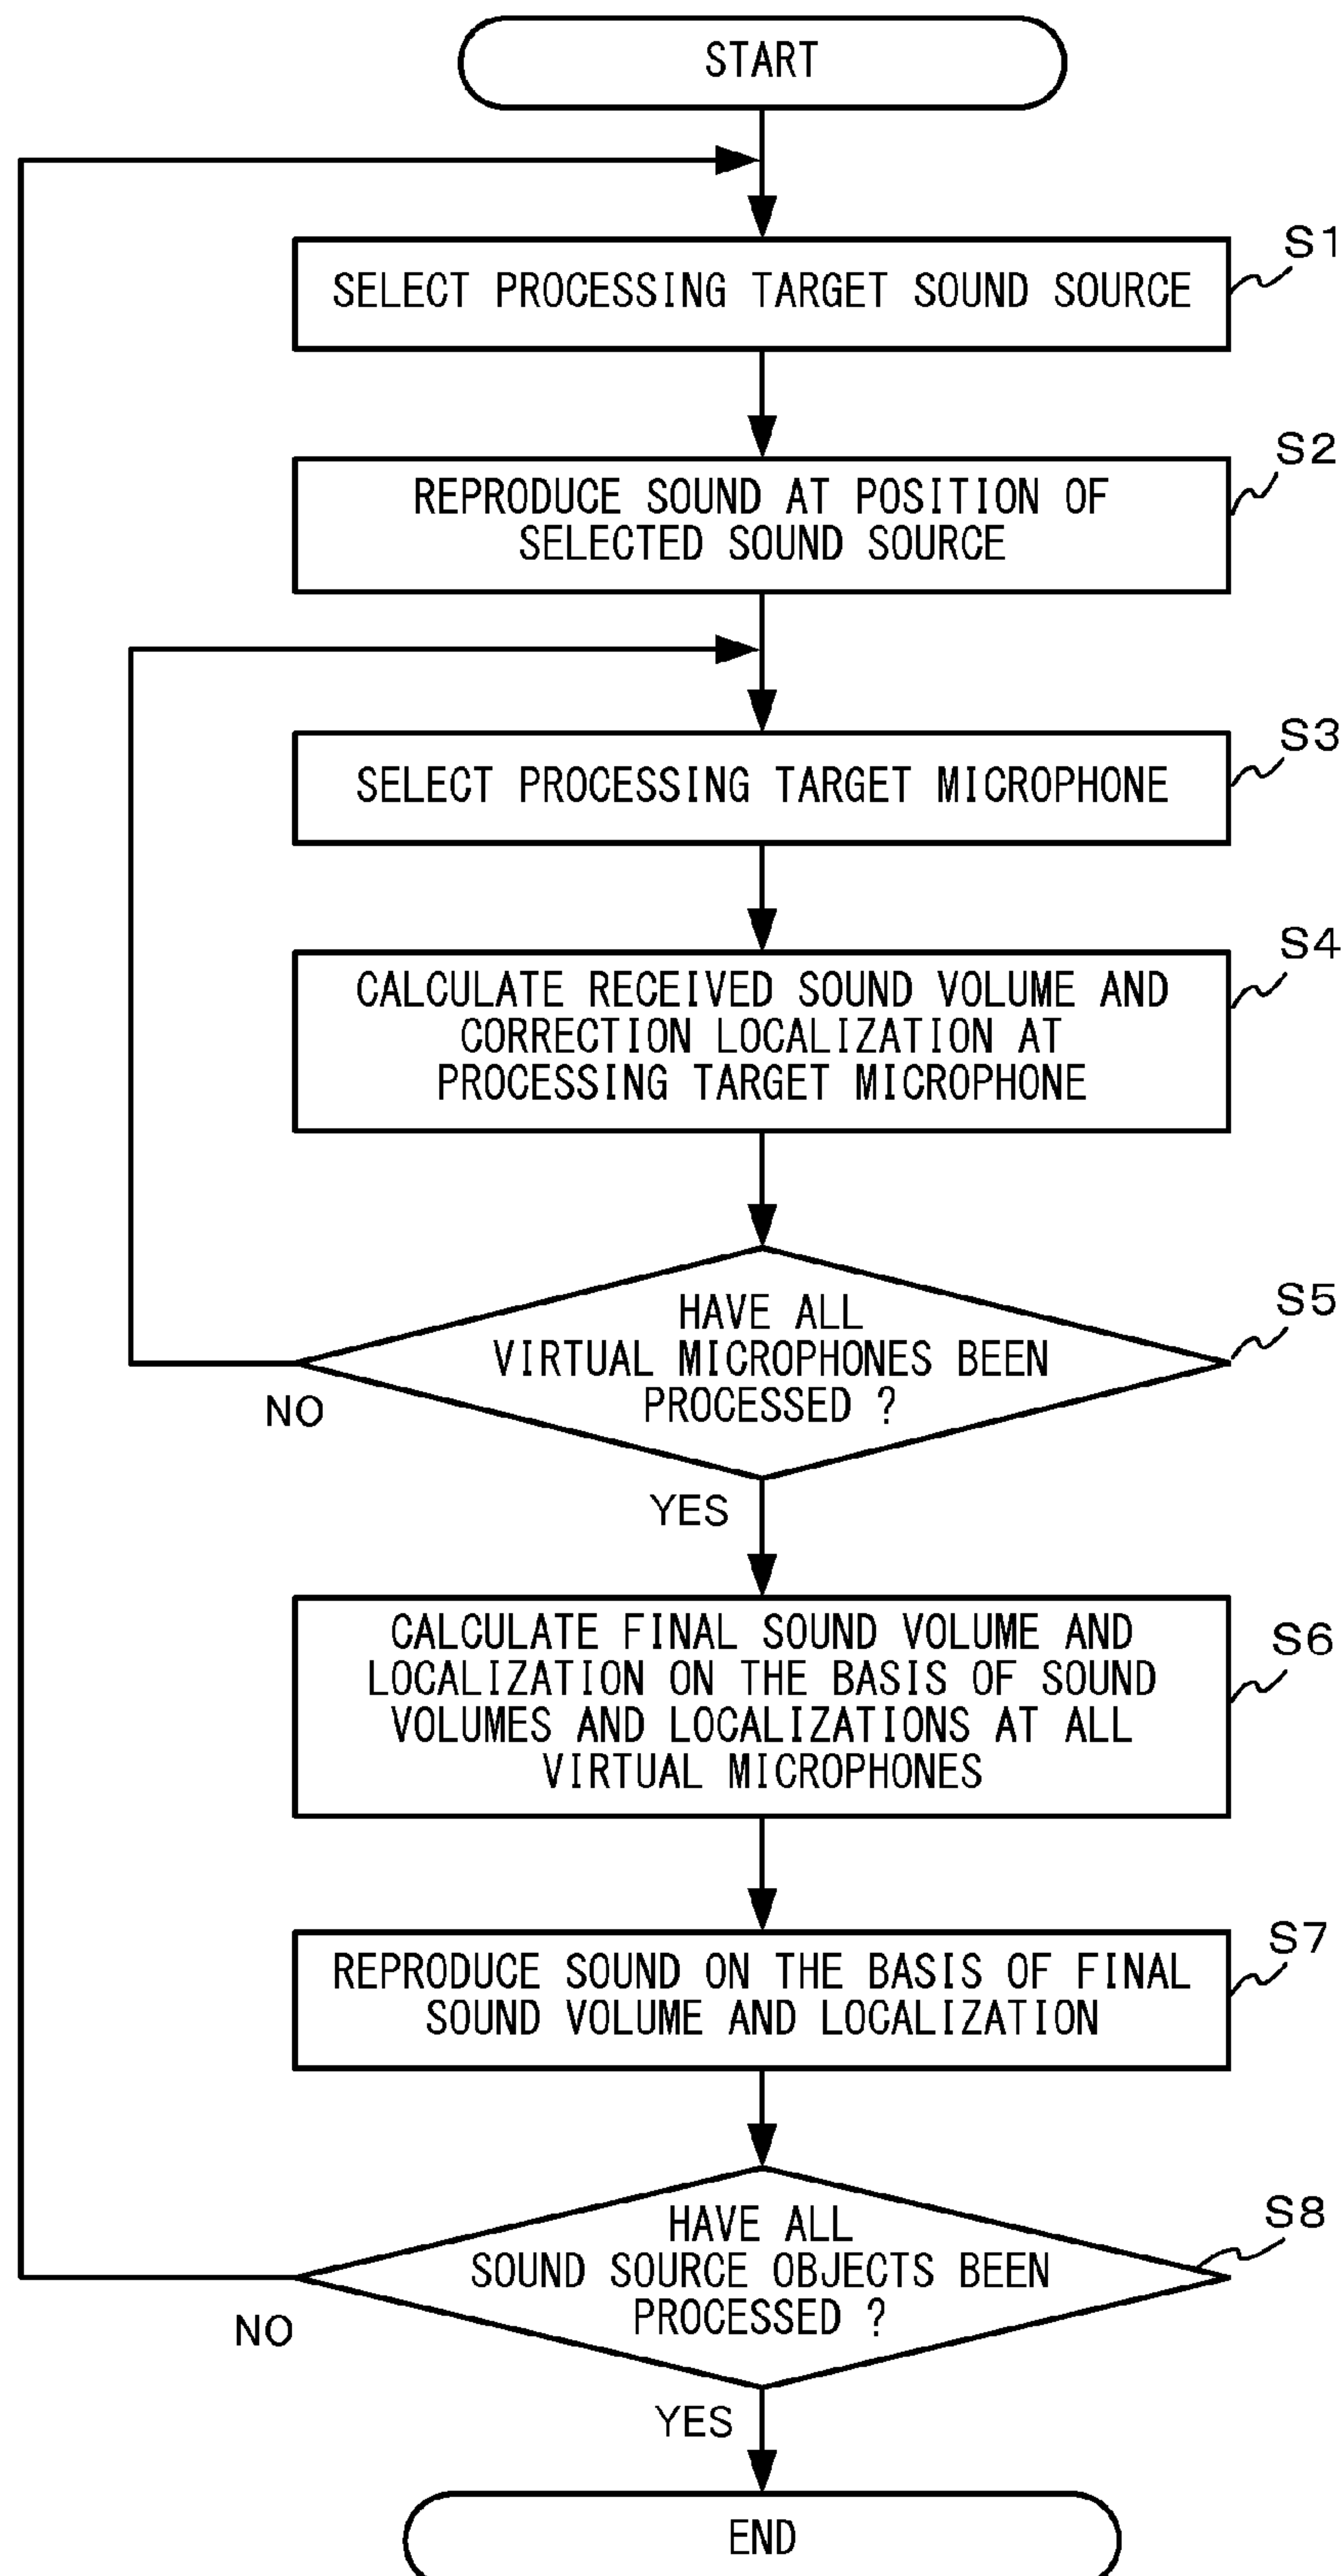 START
S1
SELECT PROCESSING TARGET SOUND SOURCE
S2
REPRODUCE SOUND AT POSITION OF
SELECTED SOUND SOURCE
S3
SELECT PROCESSING TARGET MICROPHONE
S4
CALCULATE RECEIVED SOUND VOLUME AND
CORRECTION LOCALIZATION AT
PROCESSING TARGET MICROPHONE
S5
HAVE ALL
VIRTUAL MICROPHONES BEEN
PROCESSED ?
NO
YES
S6
CALCULATE FINAL SOUND VOLUME AND
LOCALIZATION ON THE BASIS OF SOUND
VOLUMES AND LOCALIZATIONS AT ALL
VIRTUAL MICROPHONES
S7
REPRODUCE SOUND ON THE BASIS OF FINAL
SOUND VOLUME AND LOCALIZATION
S8
HAVE ALL
SOUND SOURCE OBJECTS BEEN
PROCESSED ?
NO
YES
END